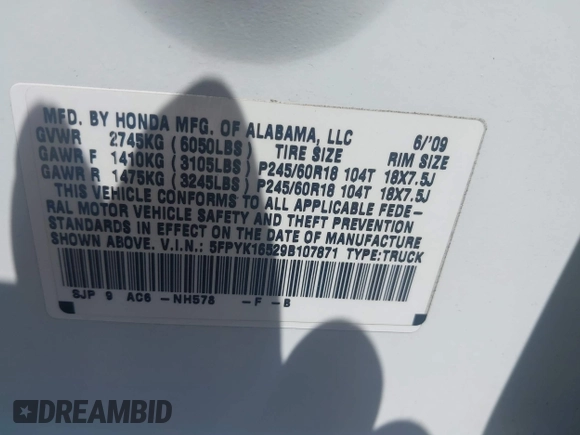 MFD. BY HONDA MFG. OF ALABAMA, LLC 6/'09
GVWR 2745KG (6050LBS) TIRE SIZE RIM SIZE
GAWR F 1410KG (3105LBS) P245/60R18 104T 18X7.5J
GAWR R 1475KG (3245LBS) P245/60R18 104T 18X7.5J
THIS VEHICLE CONFORMS TO ALL APPLICABLE FEDE-
RAL MOTOR VEHICLE SAFETY AND THEFT PREVENTION
STANDARDS IN EFFECT ON THE DATE OF MANUFACTURE
SHOWN ABOVE. V.I.N.: 5FPYK16529B107871 TYPE:TRUCK
SJP 9 AC6 -NH578 -F -B
DREAMBID